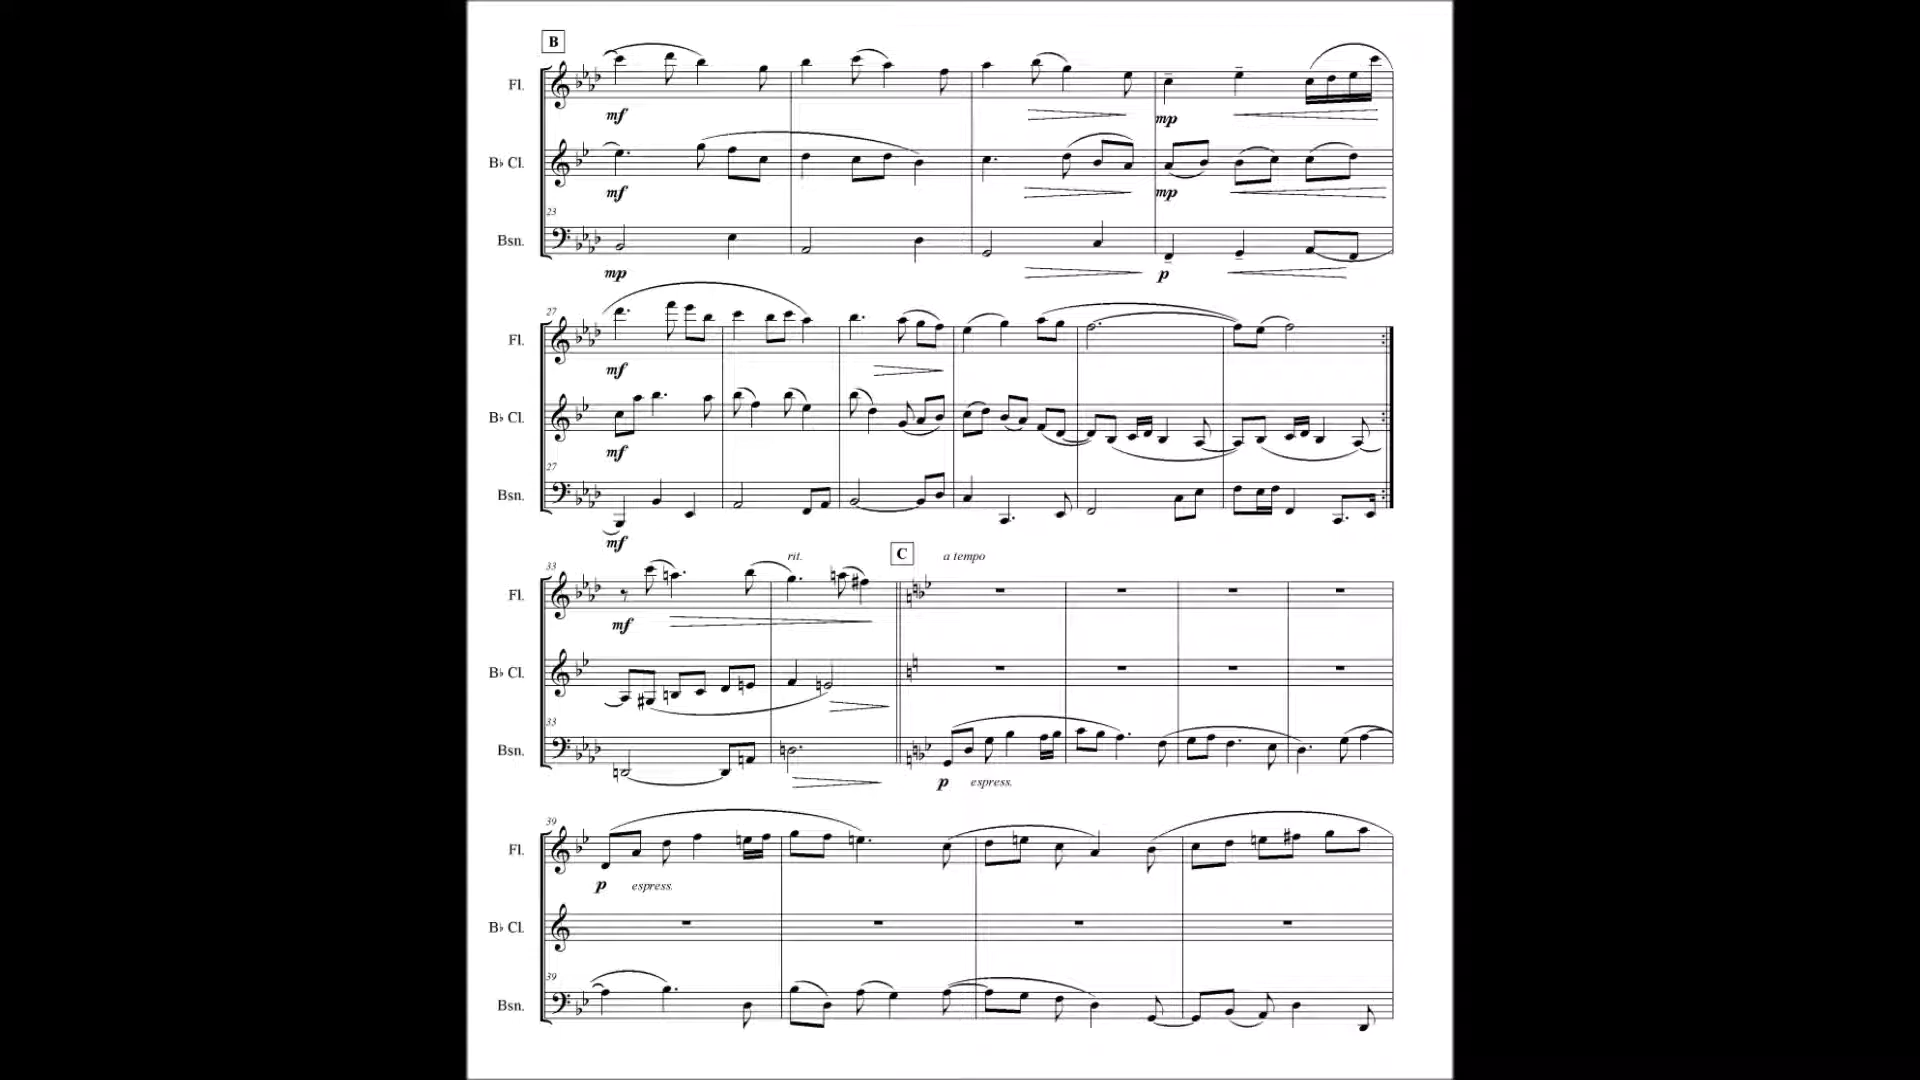 B
Fl.
mf
mp
B♭ Cl.
mf
mp
23
Bsn.
mp
p
27
Fl.
mf
B♭ Cl.
mf
27
Bsn.
mf
rit.
C
a tempo
33
Fl.
mf
B♭ Cl.
33
Bsn.
p espress.
39
Fl.
p espress.
B♭ Cl.
39
Bsn.